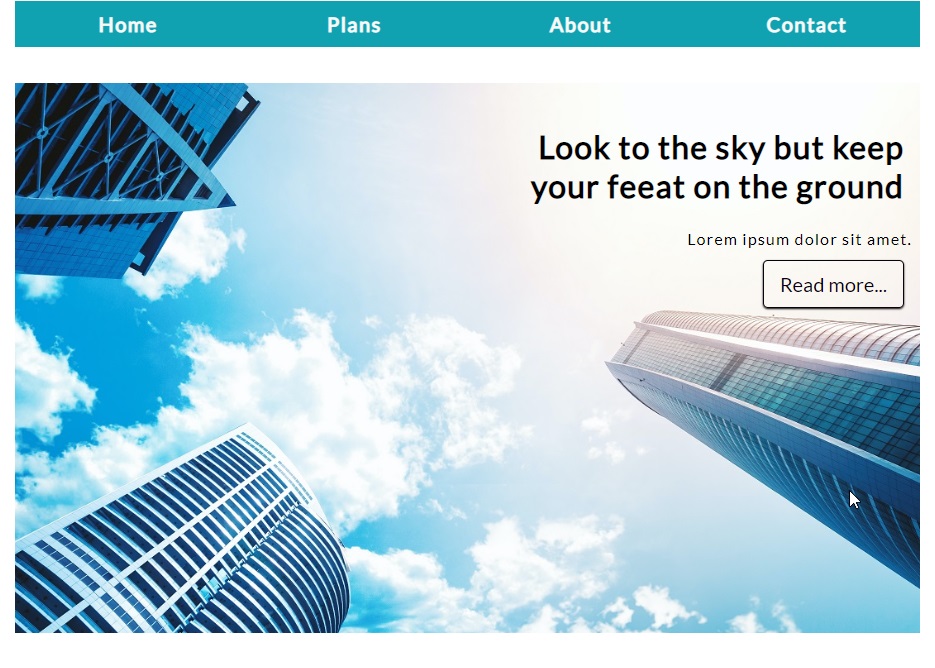 Home Plans About Contact
Look to the sky but keep
your feeat on the ground
Lorem ipsum dolor sit amet.
Read more...